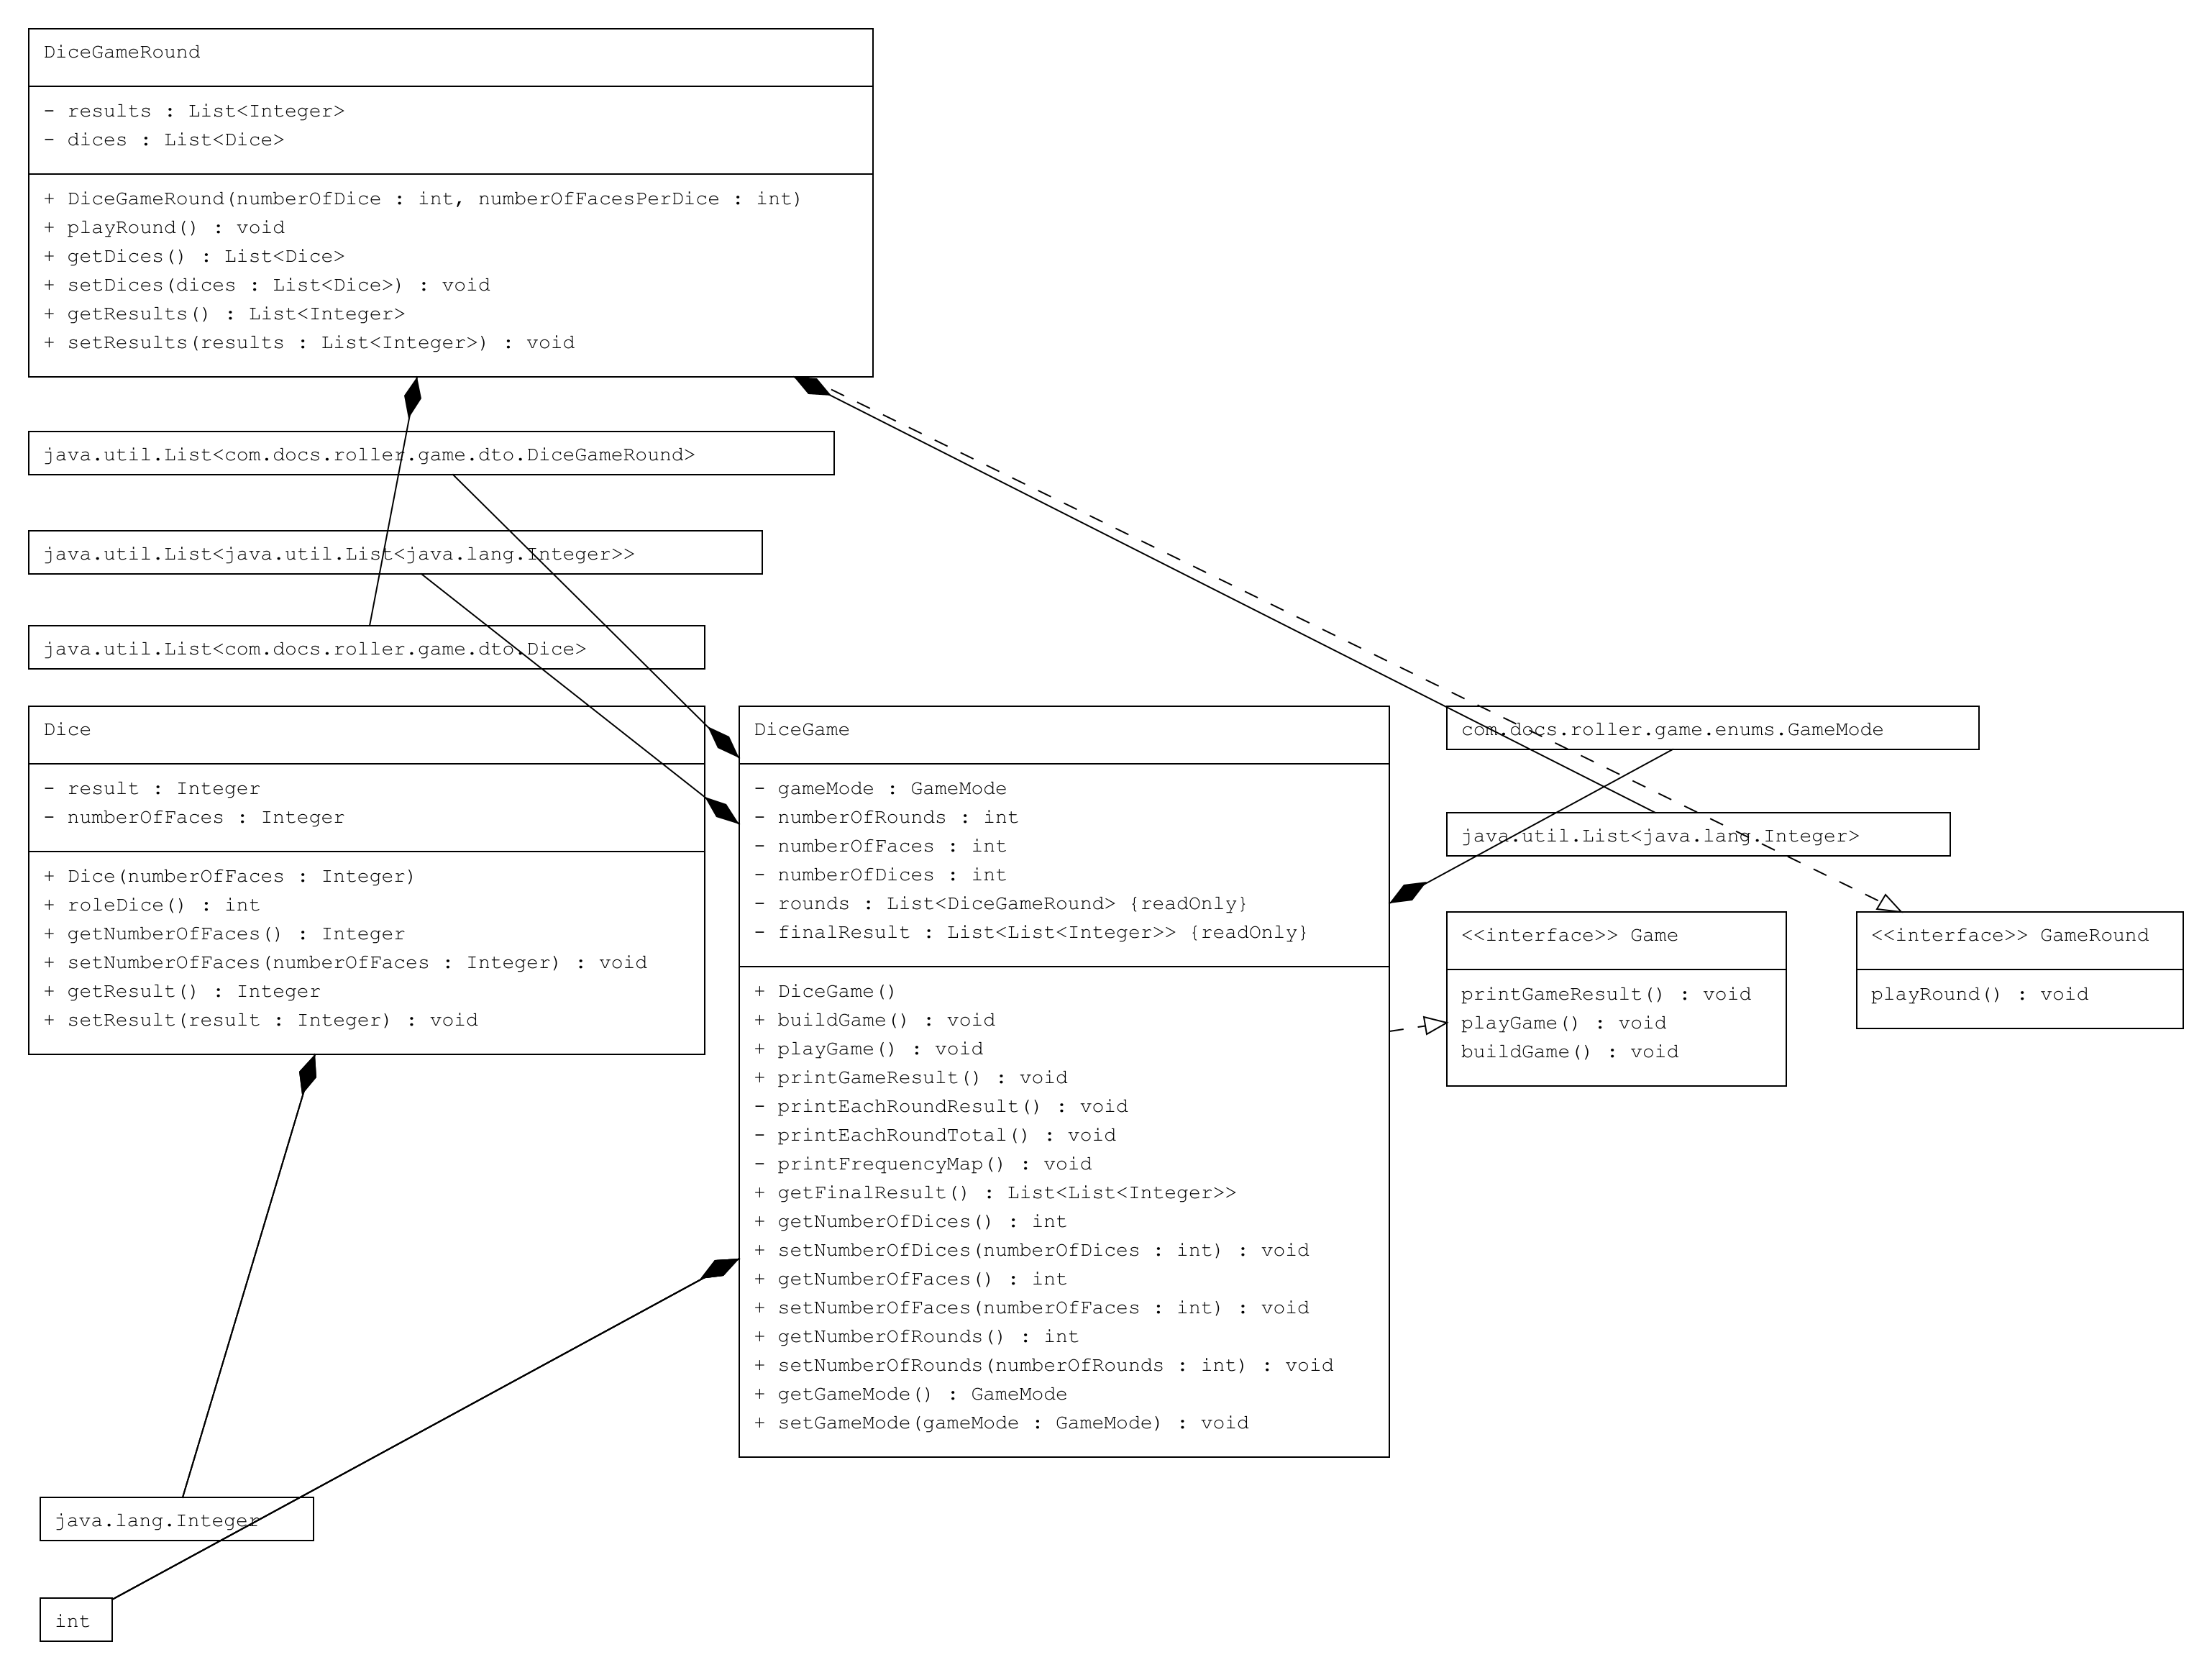 DiceGameRound
- results : List<Integer>
- dices : List<Dice>
+ DiceGameRound(numberOfDice : int, numberOfFacesPerDice : int)
+ playRound() : void
+ getDices() : List<Dice>
+ setDices(dices : List<Dice>) : void
+ getResults() : List<Integer>
+ setResults(results : List<Integer>) : void
java.util.List<com.docs.roller.game.dto.DiceGameRound>
java.util.List<java.util.List<java.lang.Integer>>
java.util.List<com.docs.roller.game.dto.Dice>
Dice
- result : Integer
- numberOfFaces : Integer
+ Dice(numberOfFaces : Integer)
+ roleDice() : int
+ getNumberOfFaces() : Integer
+ setNumberOfFaces(numberOfFaces : Integer) : void
+ getResult() : Integer
+ setResult(result : Integer) : void
DiceGame
- gameMode : GameMode
- numberOfRounds : int
- numberOfFaces : int
- numberOfDices : int
- rounds : List<DiceGameRound> {readOnly}
- finalResult : List<List<Integer>> {readOnly}
+ DiceGame()
+ buildGame() : void
+ playGame() : void
+ printGameResult() : void
- printEachRoundResult() : void
- printEachRoundTotal() : void
- printFrequencyMap() : void
+ getFinalResult() : List<List<Integer>>
+ getNumberOfDices() : int
+ setNumberOfDices(numberOfDices : int) : void
+ getNumberOfFaces() : int
+ setNumberOfFaces(numberOfFaces : int) : void
+ getNumberOfRounds() : int
+ setNumberOfRounds(numberOfRounds : int) : void
+ getGameMode() : GameMode
+ setGameMode(gameMode : GameMode) : void
com.docs.roller.game.enums.GameMode
java.util.List<java.lang.Integer>
<<interface>> Game
printGameResult() : void
playGame() : void
buildGame() : void
<<interface>> GameRound
playRound() : void
java.lang.Integer
int